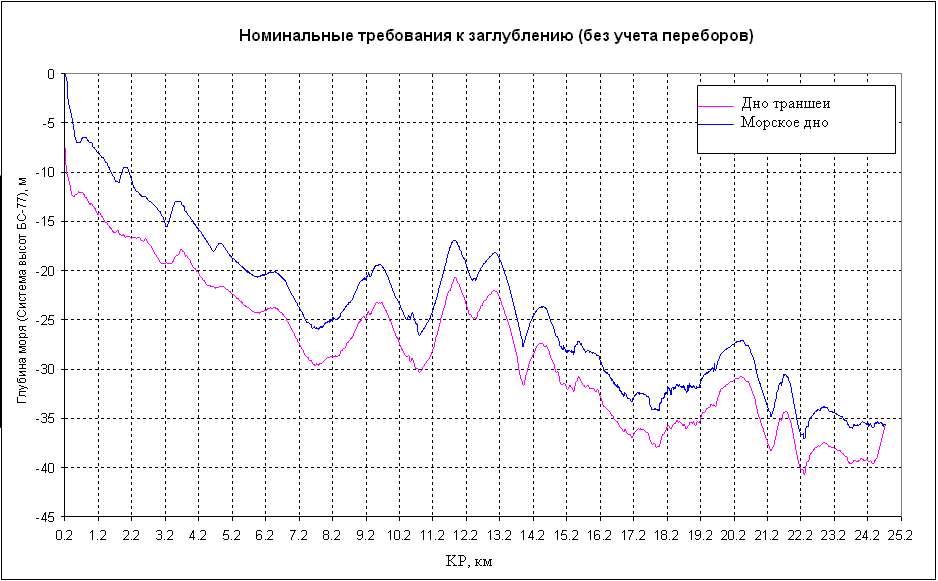 Номинальные требования к заглублению (без учета переборов)
Дно траншеи
Морское дно
Глубина моря (Система высот БС-77), м
0
-5
-10
-15
-20
-25
-30
-35
-40
-45
0.2 1.2 2.2 3.2 4.2 5.2 6.2 7.2 8.2 9.2 10.2 11.2 12.2 13.2 14.2 15.2 16.2 17.2 18.2 19.2 20.2 21.2 22.2 23.2 24.2 25.2
КР, км